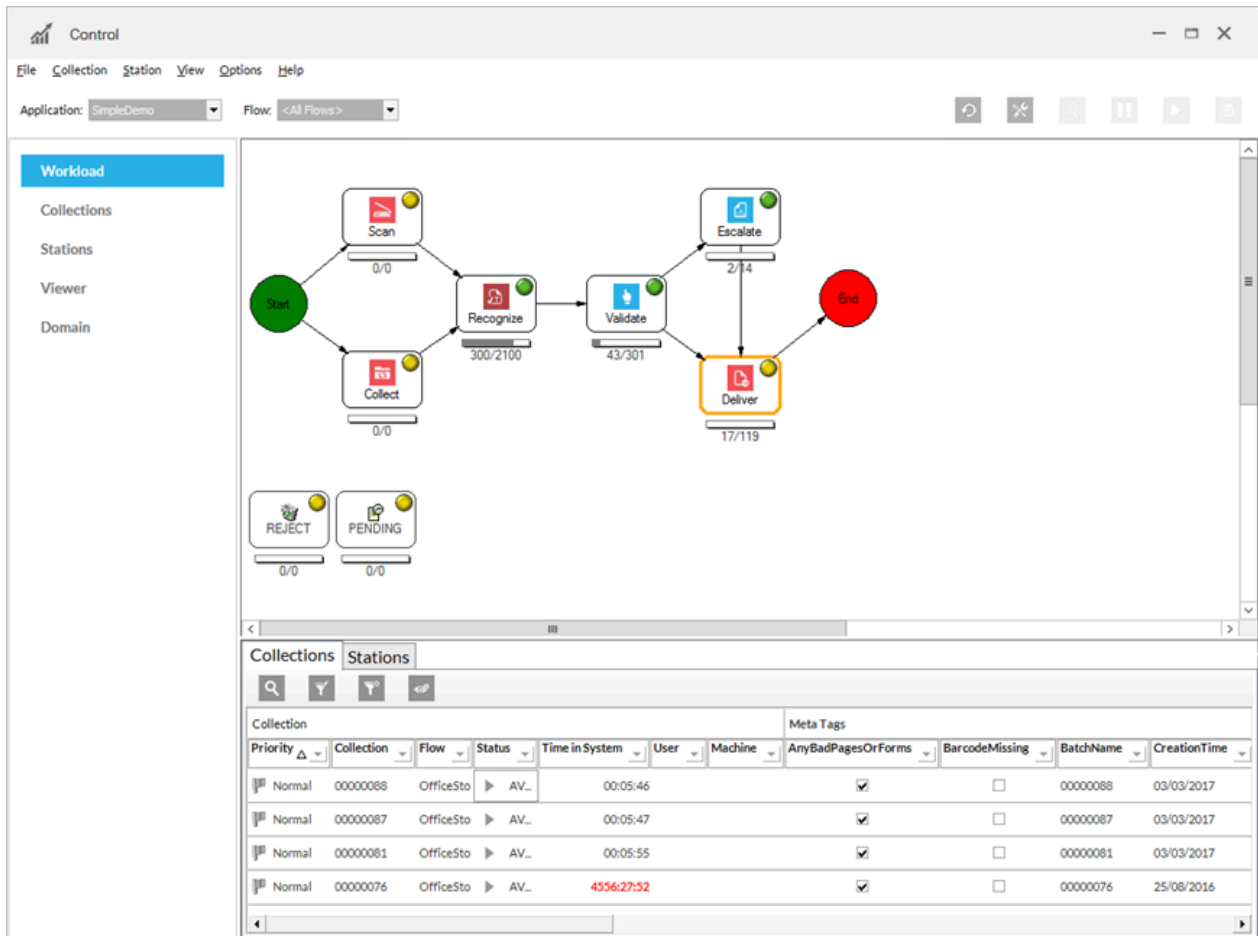 Control
File Collection Station View Options Help
Application: SimpleDemo Flow: <All Flows>
Workload
Collections
Stations
Viewer
Domain
Scan
0/0
Escalate
2/14
Start
Recognize
300/2100
Validate
43/301
End
Collect
0/0
Deliver
17/119
REJECT
0/0
PENDING
0/0
Collections Stations
Collection Meta Tags
Priority Collection Flow Status Time in System User Machine AnyBadPagesOrForms BarcodeMissing BatchName CreationTime
Normal 00000088 OfficeSto AV... 00:05:46 00000088 03/03/2017
Normal 00000087 OfficeSto AV... 00:05:47 00000087 03/03/2017
Normal 00000081 OfficeSto AV... 00:05:55 00000081 03/03/2017
Normal 00000076 OfficeSto AV... 4556:27:52 00000076 25/08/2016